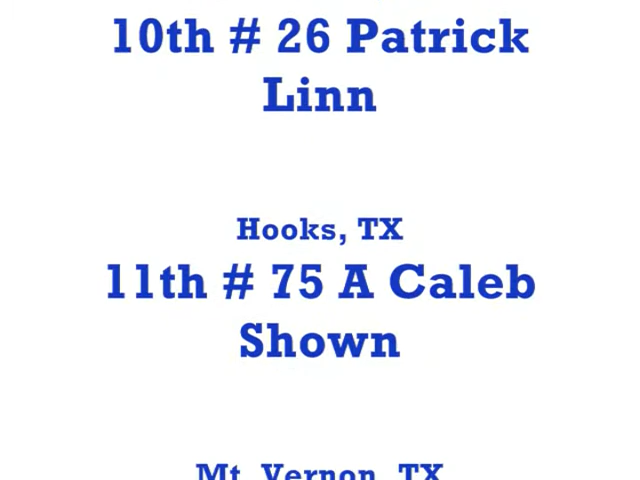 10th # 26 Patrick
Linn
Hooks, TX
11th # 75 A Caleb
Shown
Mt. Vernon, TX